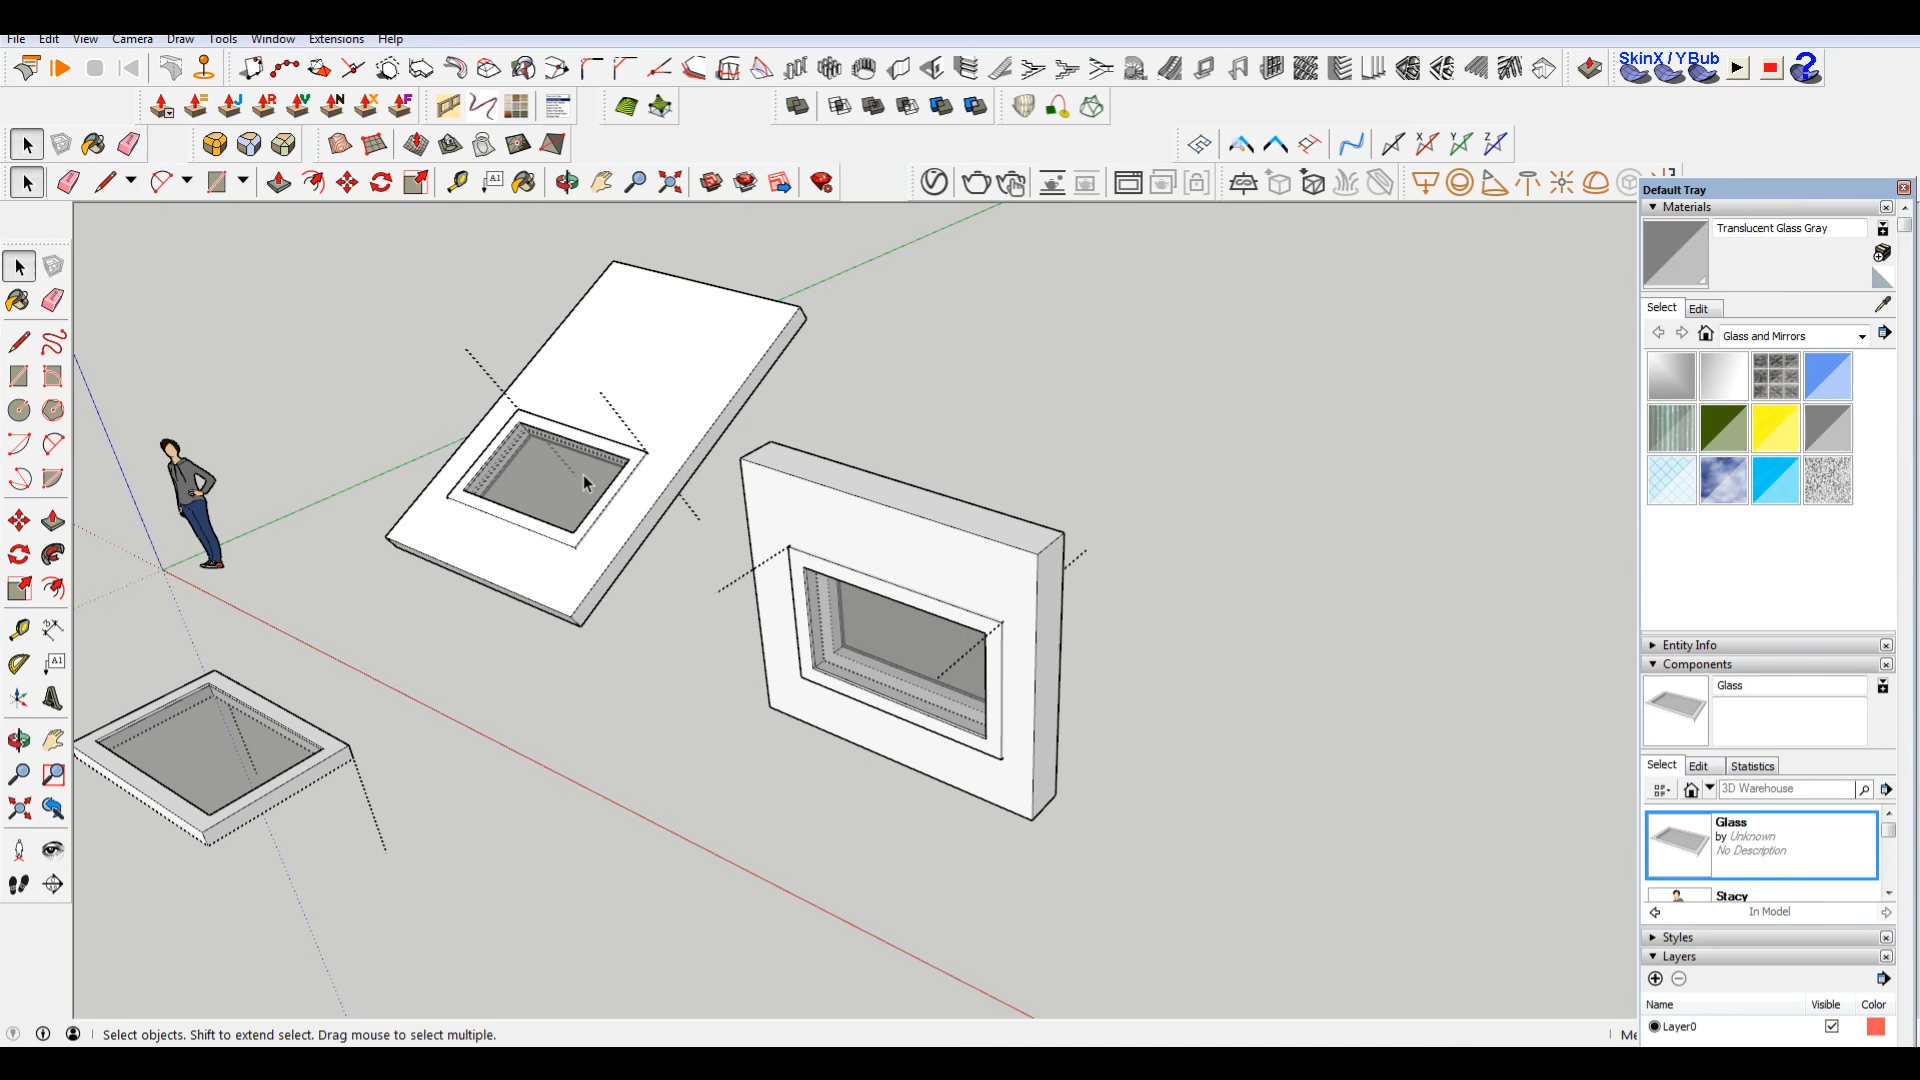 File Edit View Camera Draw Tools Window Extensions Help
SkinX / YBub
Default Tray
Materials
Translucent Glass Gray
Select Edit
Glass and Mirrors
Entity Info
Components
Glass
Select Edit Statistics
3D Warehouse
Glass
by Unknown
No Description
Stacy
In Model
Styles
Layers
Name Visible Color
Layer0
Select objects. Shift to extend select. Drag mouse to select multiple.
Me